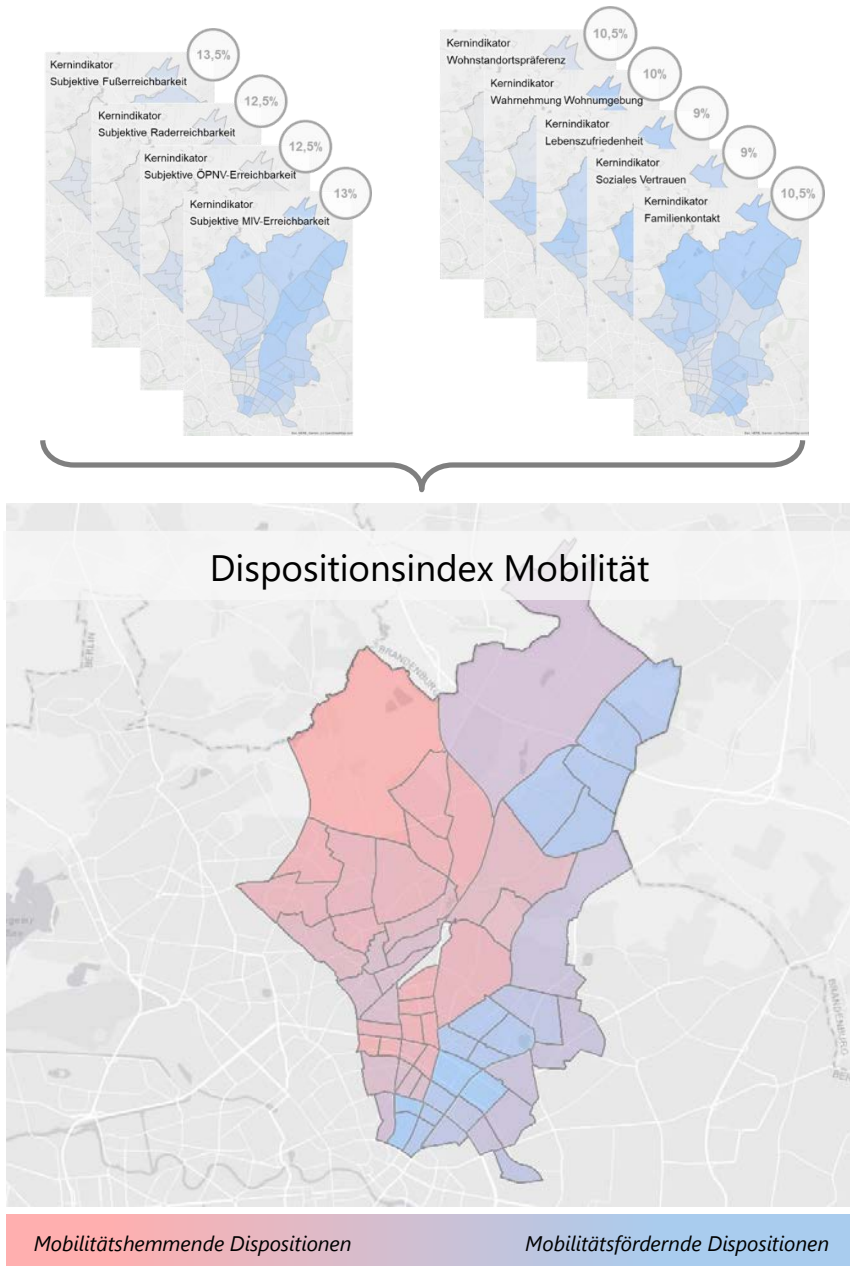 Kernindikator
Subjektive Fußerreichbarkeit
13,5%
Kernindikator
Subjektive Raderreichbarkeit
12,5%
Kernindikator
Subjektive ÖPNV-Erreichbarkeit
12,5%
Kernindikator
Subjektive MIV-Erreichbarkeit
13%
Kernindikator
Wohnstandortspräferenz
10,5%
Kernindikator
Wahrnehmung Wohnumgebung
10%
Kernindikator
Lebenszufriedenheit
9%
Kernindikator
Soziales Vertrauen
9%
Kernindikator
Familienkontakt
10,5%
Dispositionsindex Mobilität
BERLIN
BRANDENBURG
BRANDENBURG
Mobilitätshemmende Dispositionen
Mobilitätsfördernde Dispositionen